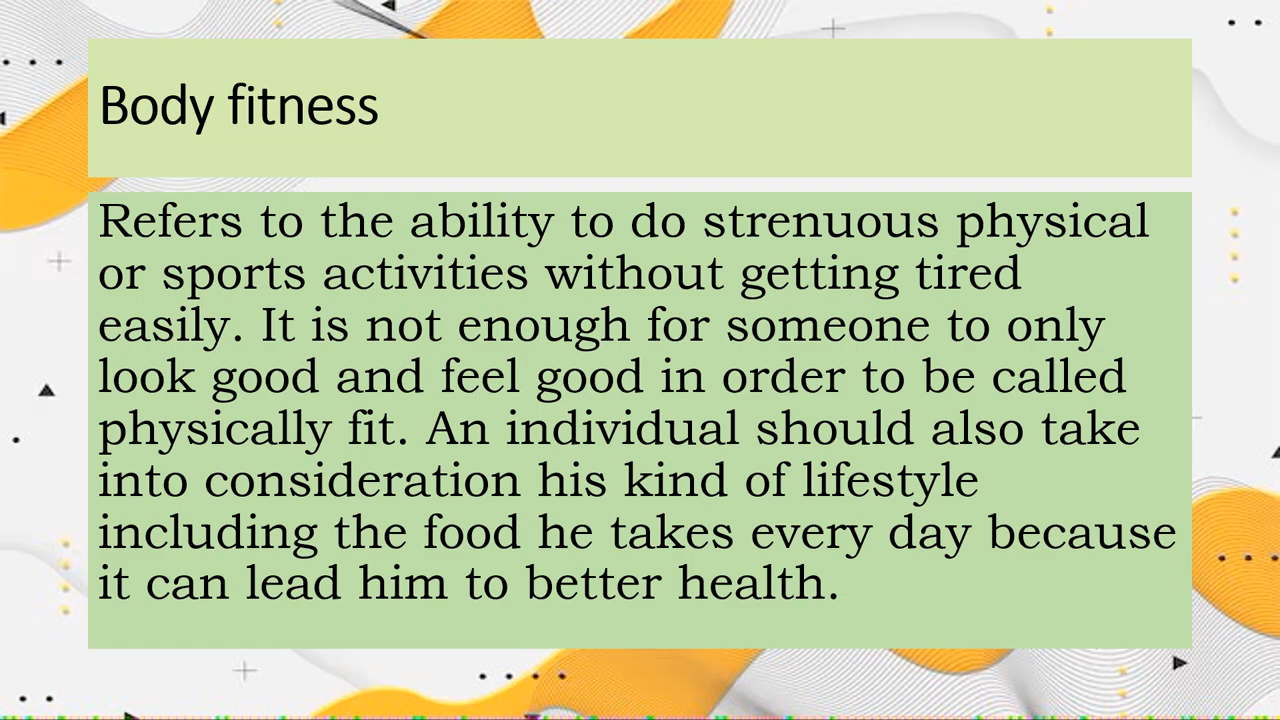 Body fitness
Refers to the ability to do strenuous physical
or sports activities without getting tired
easily. It is not enough for someone to only
look good and feel good in order to be called
physically fit. An individual should also take
into consideration his kind of lifestyle
including the food he takes every day because
it can lead him to better health.